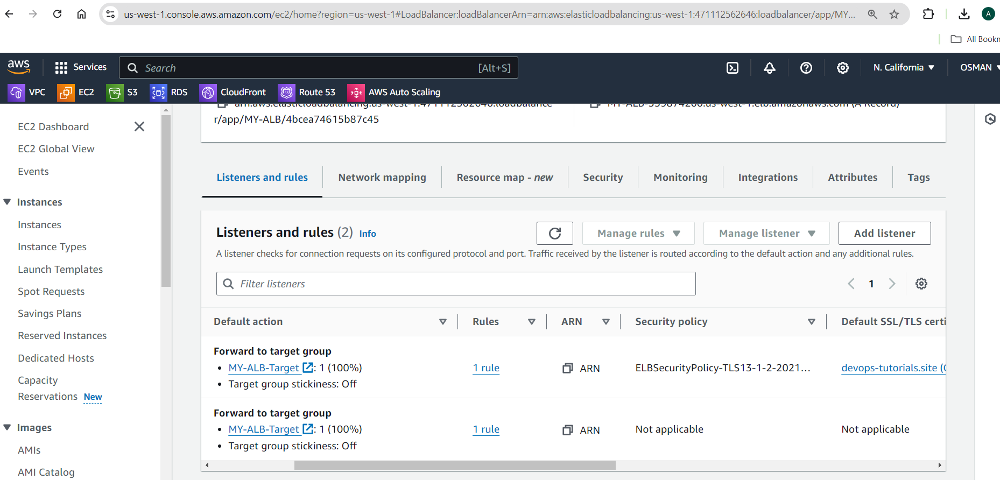 us-west-1.console.aws.amazon.com/ec2/home?region=us-west-1#LoadBalancer:loadBalancerArn=arn:aws:elasticloadbalancing:us-west-1:471112562646:loadbalancer/app/MY...
A
All Bookm
aws
Services
Search
[Alt+S]
N. California
OSMAN
VPC
EC2
S3
RDS
CloudFront
Route 53
AWS Auto Scaling
EC2 Dashboard
EC2 Global View
Events
Instances
Instances
Instance Types
Launch Templates
Spot Requests
Savings Plans
Reserved Instances
Dedicated Hosts
Capacity
Reservations New
Images
AMIs
AMI Catalog
arn:aws:elasticloadbalancing:us-west-1:471112562646:loadbalance
r/app/MY-ALB/4bcea74615b87c45
Listeners and rules
Network mapping
Resource map - new
Security
Monitoring
Integrations
Attributes
Tags
Listeners and rules (2) Info
Manage rules
Manage listener
Add listener
A listener checks for connection requests on its configured protocol and port. Traffic received by the listener is routed according to the default action and any additional rules.
Filter listeners
1
Default action
Rules
ARN
Security policy
Default SSL/TLS certi
Forward to target group
• MY-ALB-Target : 1 (100%)
• Target group stickiness: Off
1 rule
ARN
ELBSecurityPolicy-TLS13-1-2-2021...
devops-tutorials.site (
Forward to target group
• MY-ALB-Target : 1 (100%)
• Target group stickiness: Off
1 rule
ARN
Not applicable
Not applicable